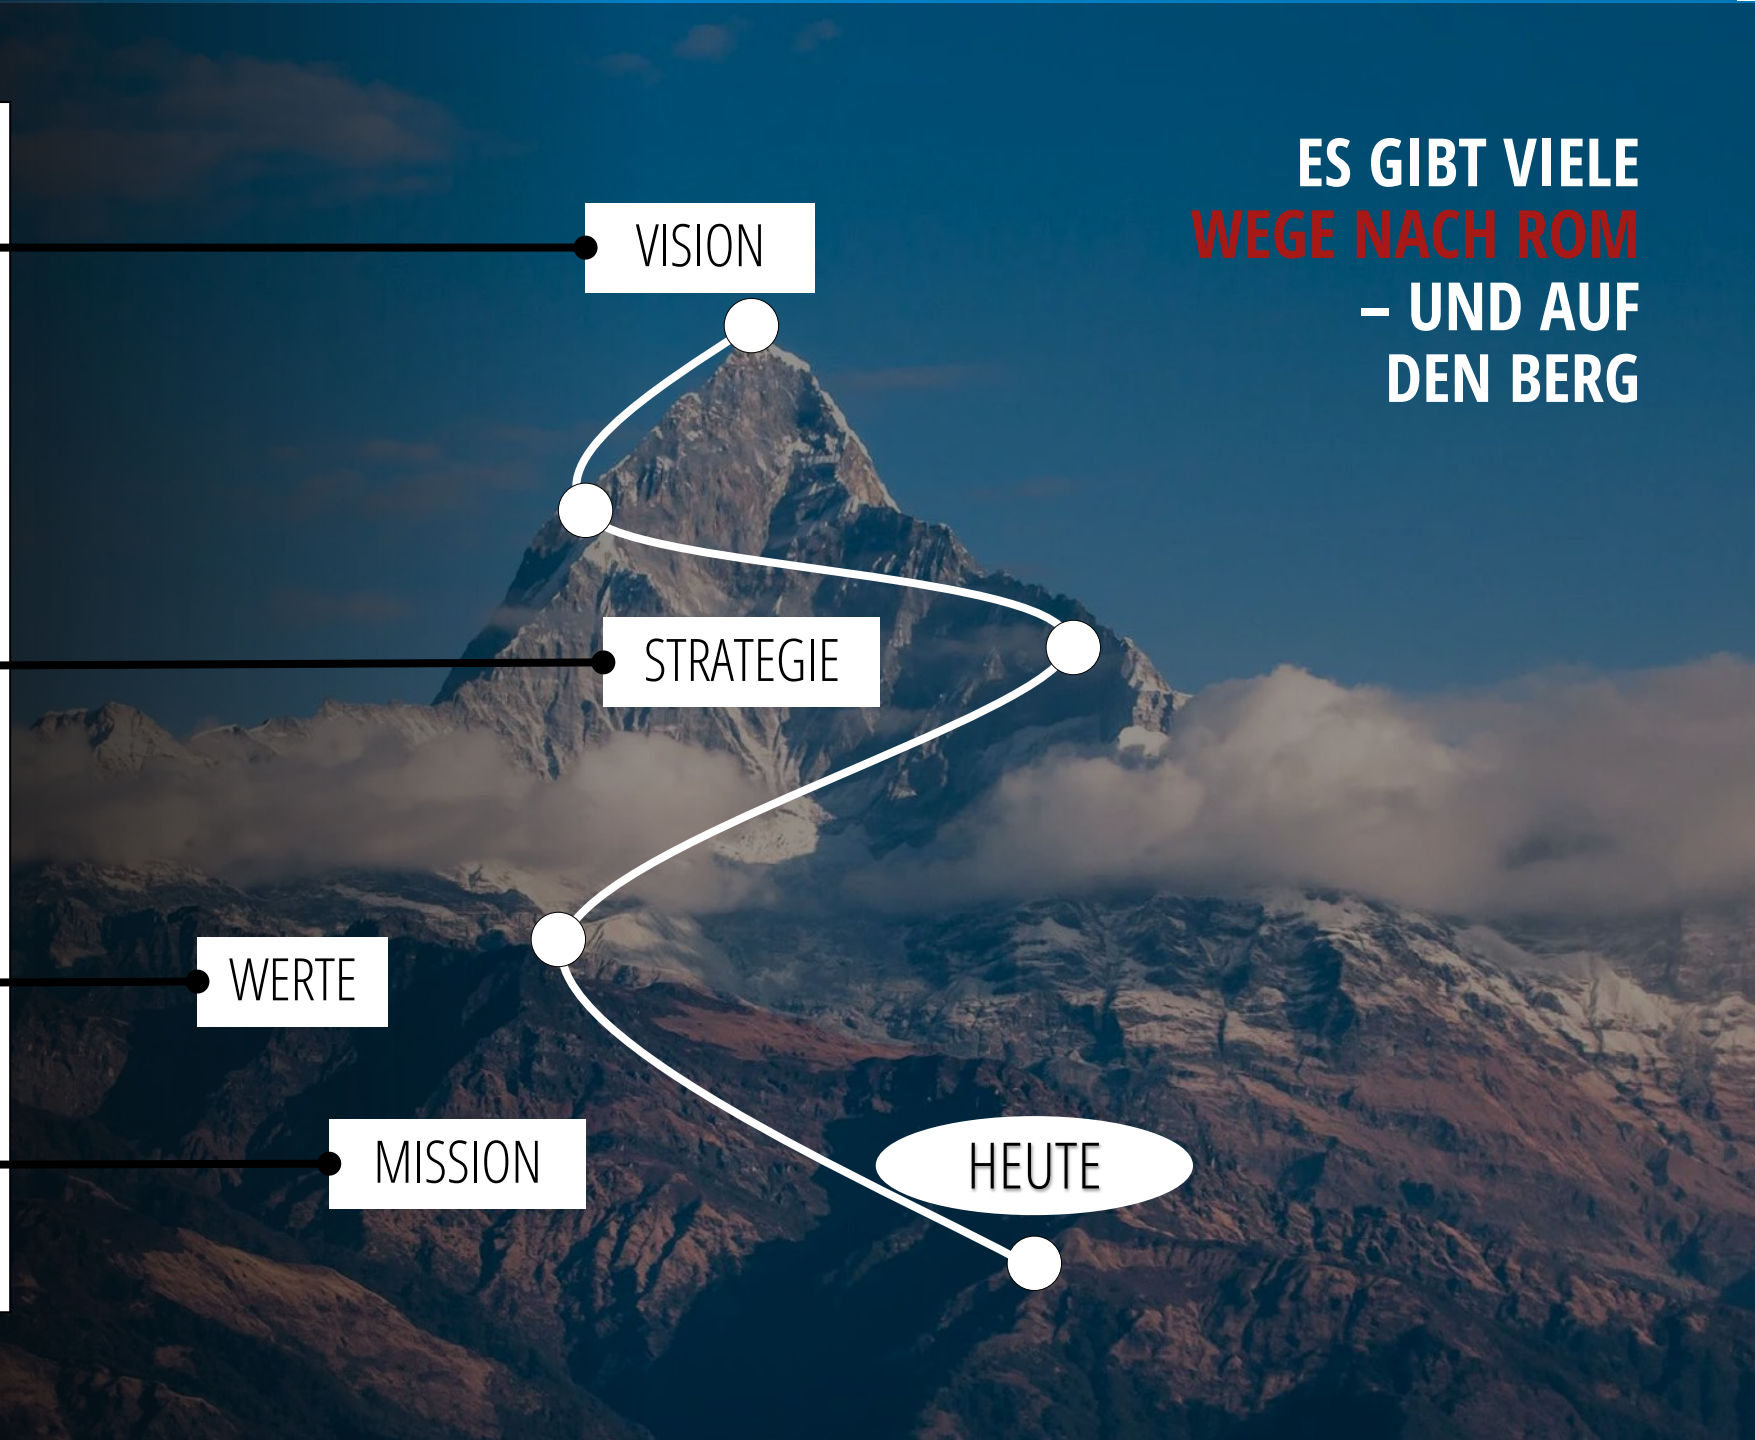 ES GIBT VIELE
WEGE NACH ROM
– UND AUF
DEN BERG
VISION
STRATEGIE
WERTE
MISSION
HEUTE